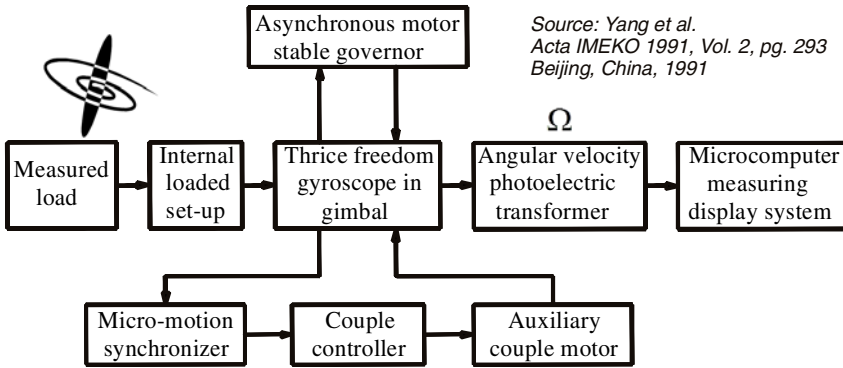 Asynchronous motor
stable governor
Source: Yang et al.
Acta IMEKO 1991, Vol. 2, pg. 293
Beijing, China, 1991
Ω
Measured
load
Internal
loaded
set-up
Thrice freedom
gyroscope in
gimbal
Angular velocity
photoelectric
transformer
Microcomputer
measuring
display system
Micro-motion
synchronizer
Couple
controller
Auxiliary
couple motor